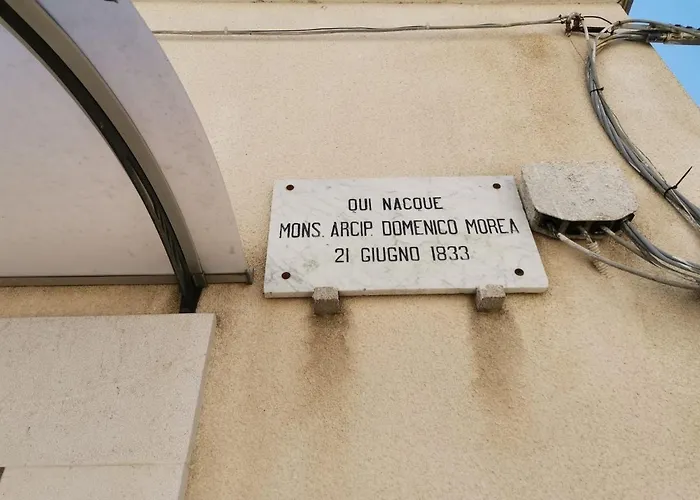 QUI NACQUE
MONS. ARCIP. DOMENICO MOREA
21 GIUGNO 1833